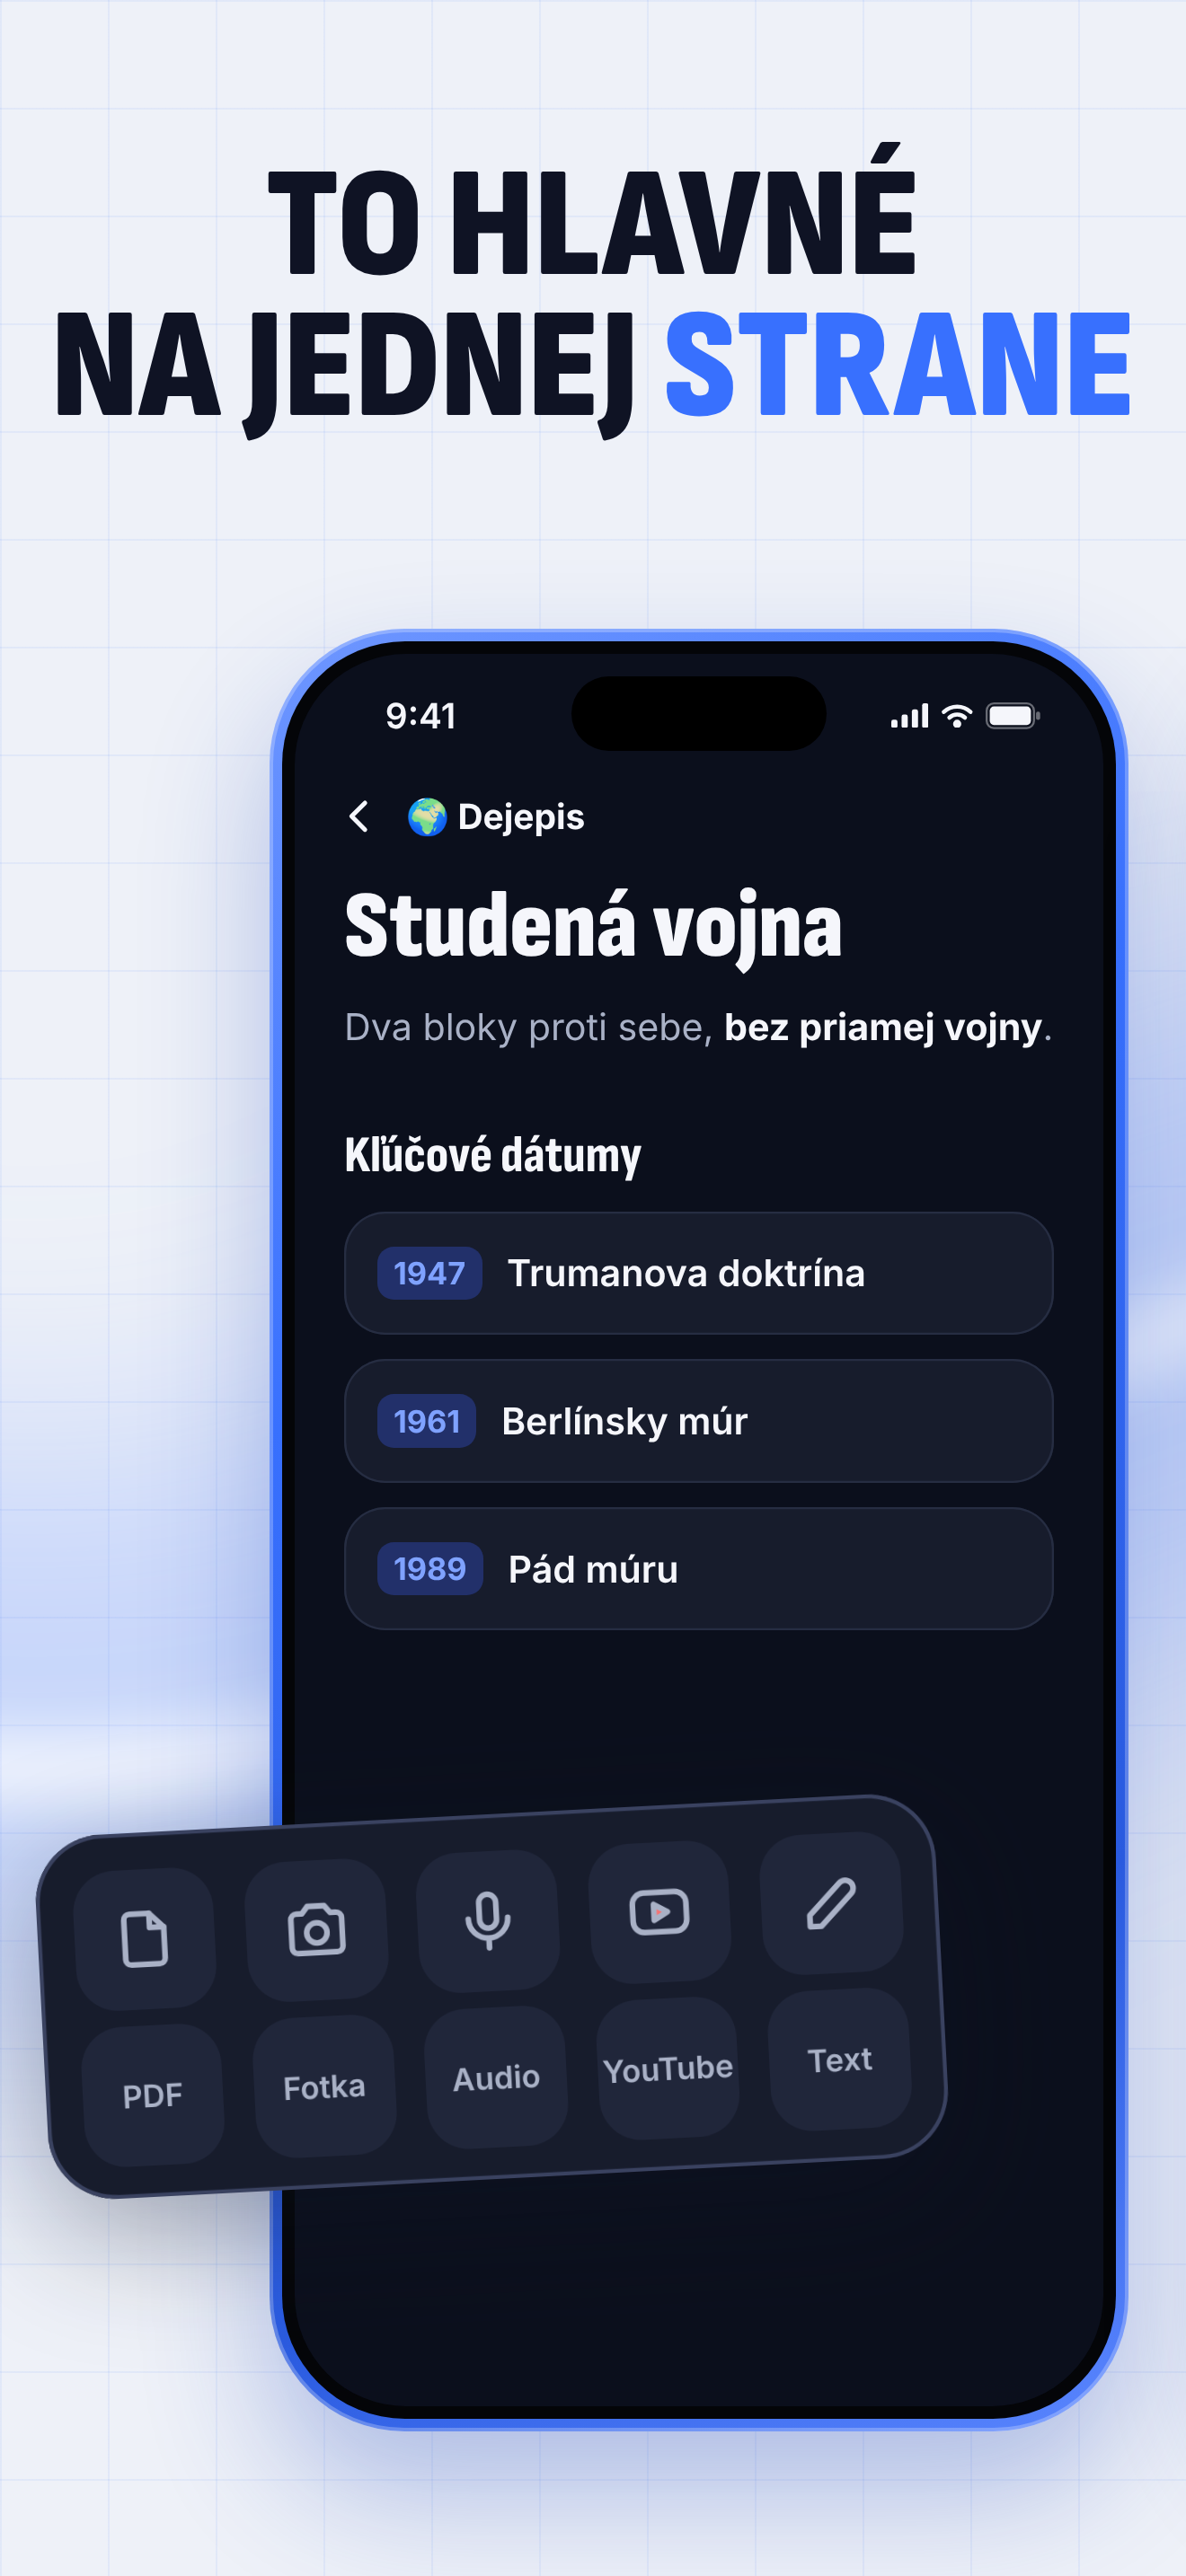 TO HLAVNÉ
NA JEDNEJ STRANE
9:41
Dejepis
Studená vojna
Dva bloky proti sebe, bez priamej vojny.
Kľúčové dátumy
1947 Trumanova doktrína
1961 Berlínsky múr
1989 Pád múru
PDF Fotka Audio YouTube Text